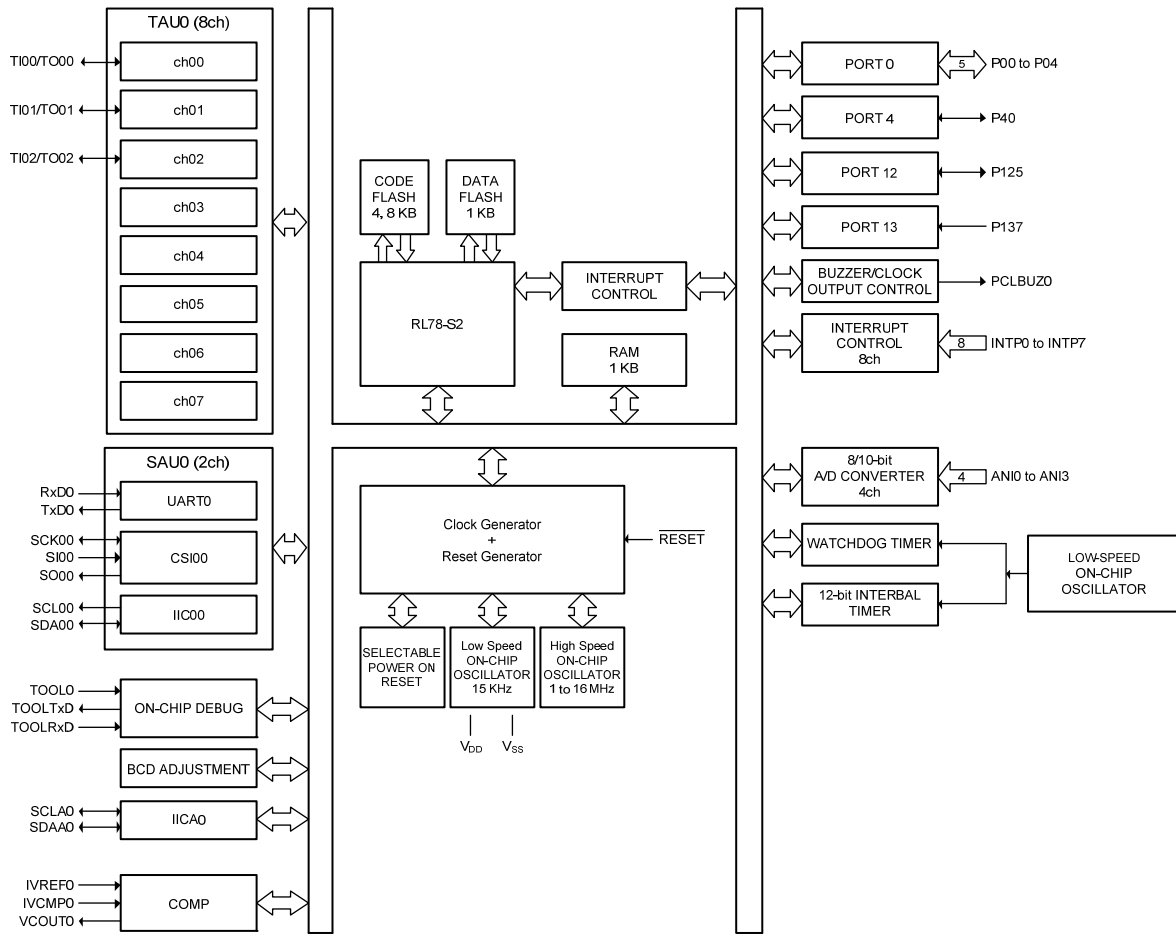 TAU0 (8ch)
TI00/TO00
ch00
TI01/TO01
ch01
TI02/TO02
ch02
ch03
ch04
ch05
ch06
ch07
SAU0 (2ch)
RxD0
TxD0
UART0
SCK00
SI00
SO00
CSI00
SCL00
SDA00
IIC00
TOOL0
TOOLTxD
TOOLRxD
ON-CHIP DEBUG
BCD ADJUSTMENT
SCLA0
SDAA0
IICA0
IVREF0
IVCMP0
VCOUT0
COMP
CODE
FLASH
4, 8 KB
DATA
FLASH
1 KB
RL78-S2
INTERRUPT
CONTROL
RAM
1 KB
Clock Generator
+
Reset Generator
RESET
SELECTABLE
POWER ON
RESET
Low Speed
ON-CHIP
OSCILLATOR
15 KHz
High Speed
ON-CHIP
OSCILLATOR
1 to 16 MHz
VDD
VSS
PORT 0
5
P00 to P04
PORT 4
P40
PORT 12
P125
PORT 13
P137
BUZZER/CLOCK
OUTPUT CONTROL
PCLBUZ0
INTERRUPT
CONTROL
8ch
8
INTP0 to INTP7
8/10-bit
A/D CONVERTER
4ch
4
ANI0 to ANI3
WATCHDOG TIMER
12-bit INTERBAL
TIMER
LOW-SPEED
ON-CHIP
OSCILLATOR